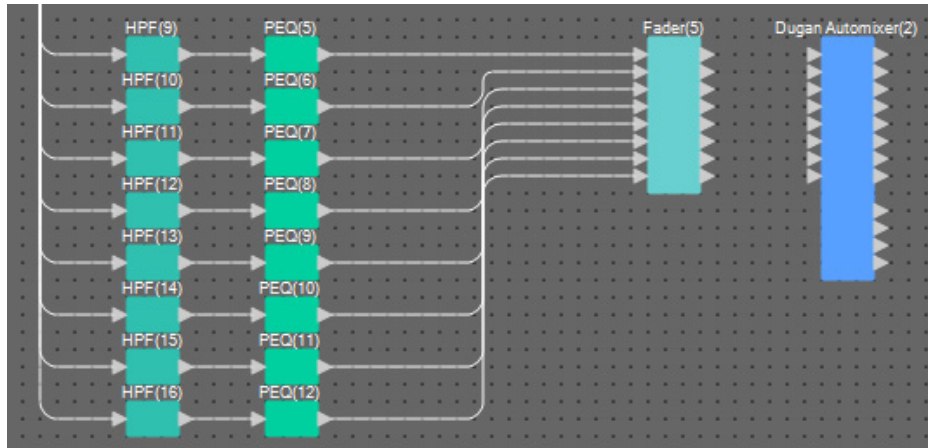 HPF(9) PEQ(5) Fader(5) Dugan Automixer(2)
HPF(10) PEQ(6)
HPF(11) PEQ(7)
HPF(12) PEQ(8)
HPF(13) PEQ(9)
HPF(14) PEQ(10)
HPF(15) PEQ(11)
HPF(16) PEQ(12)